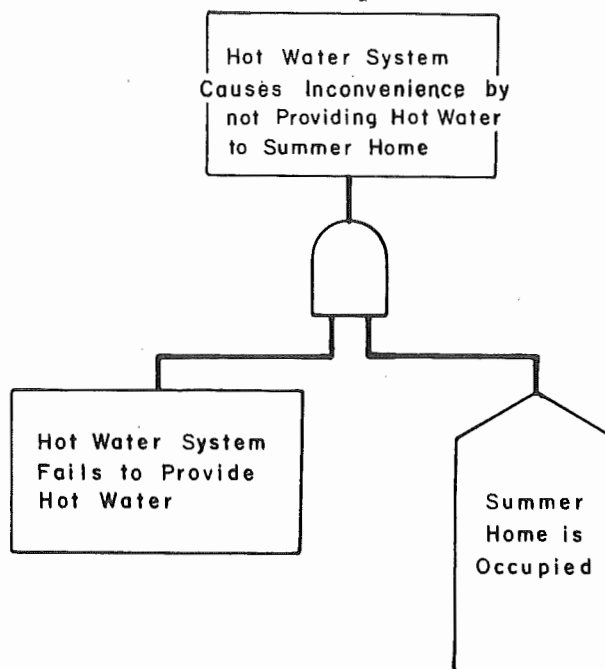 Hot Water System
Causes Inconvenience by
not Providing Hot Water
to Summer Home
Hot Water System
Fails to Provide
Hot Water
Summer
Home is
Occupied